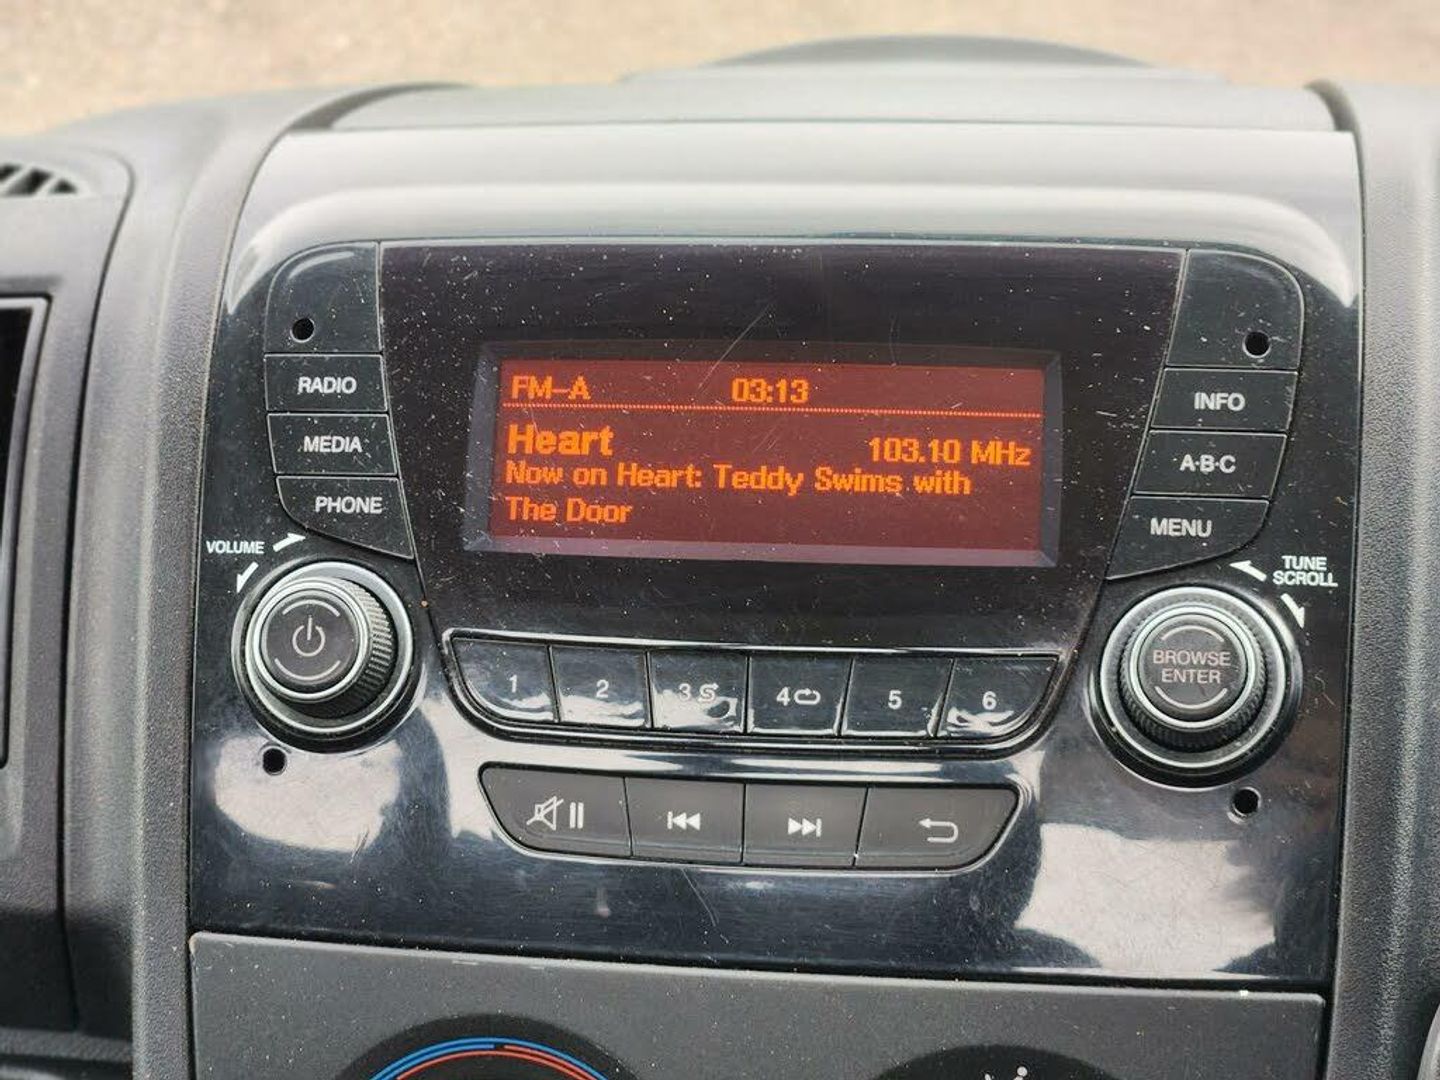 FM-A 03:13
Heart 103.10 MHz
Now on Heart: Teddy Swims with
The Door
RADIO
MEDIA
PHONE
VOLUME
INFO
A·B·C
MENU
TUNE
SCROLL
BROWSE
ENTER
1 2 3 4 5 6